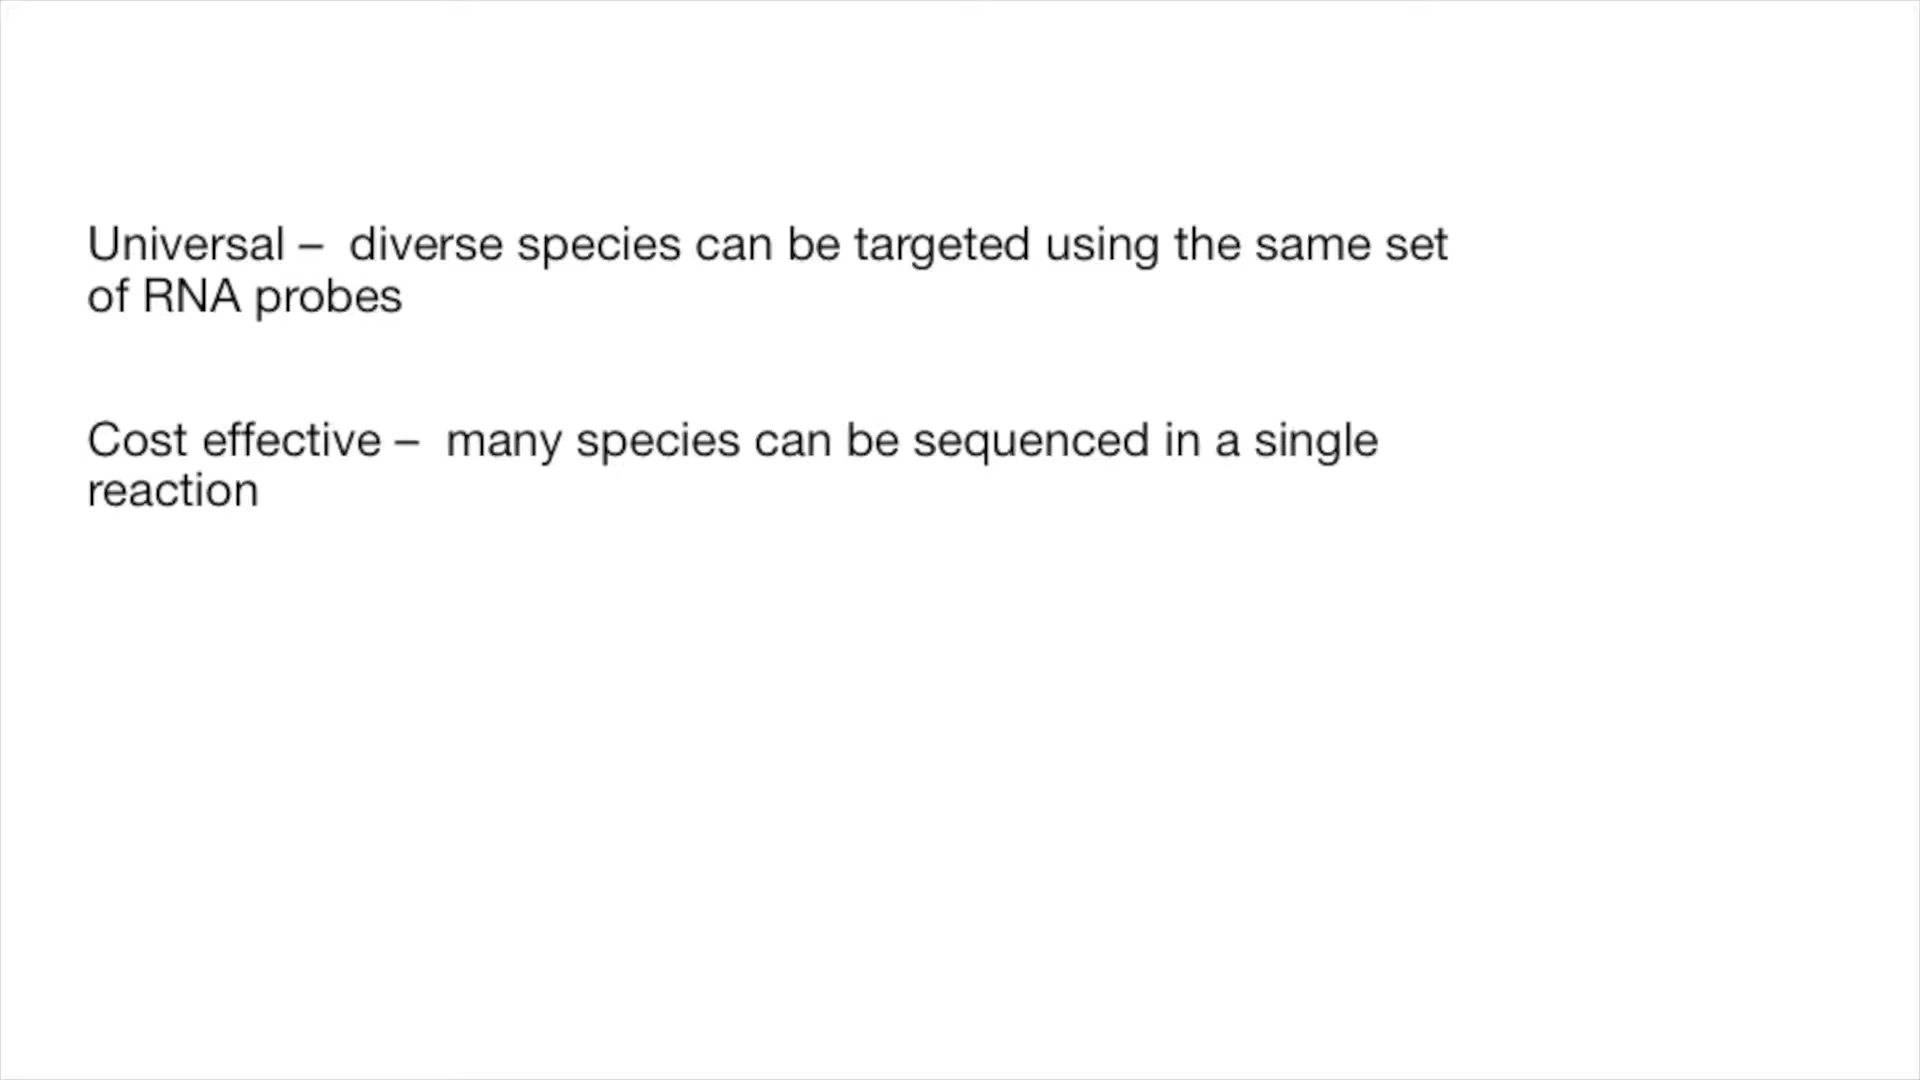 Universal –  diverse species can be targeted using the same set
of RNA probes
Cost effective –  many species can be sequenced in a single
reaction